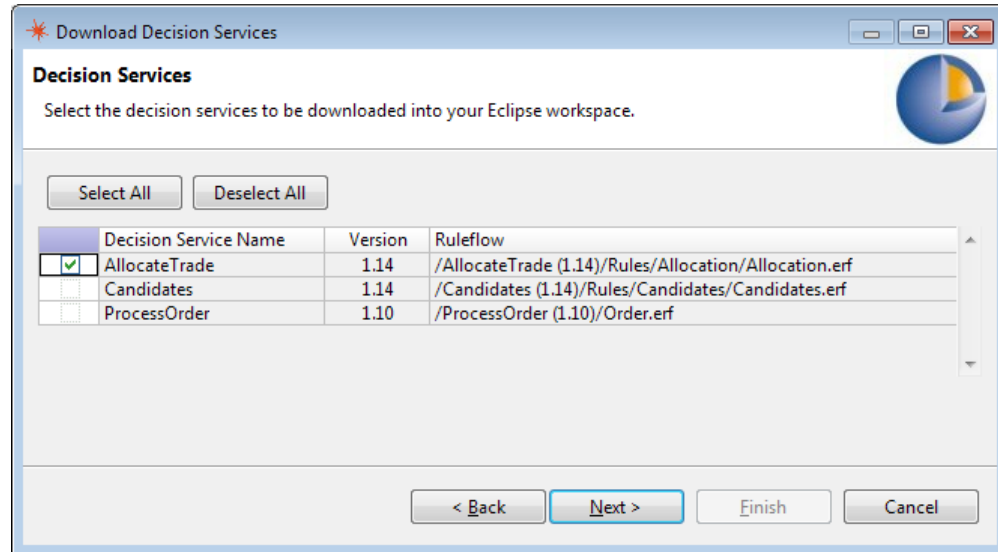 Download Decision Services
Decision Services
Select the decision services to be downloaded into your Eclipse workspace.
Select All Deselect All
Decision Service Name Version Ruleflow
AllocateTrade 1.14 /AllocateTrade (1.14)/Rules/Allocation/Allocation.erf
Candidates 1.14 /Candidates (1.14)/Rules/Candidates/Candidates.erf
ProcessOrder 1.10 /ProcessOrder (1.10)/Order.erf
< Back Next > Finish Cancel